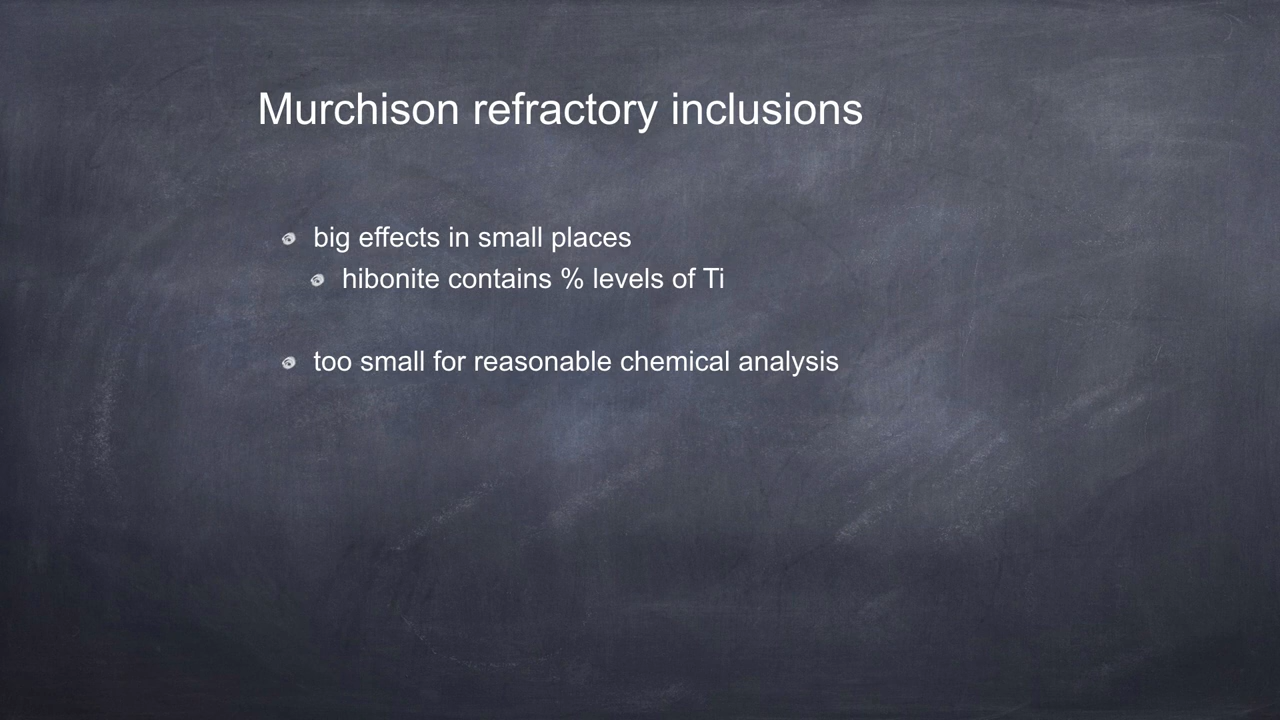 Murchison refractory inclusions
big effects in small places
hibonite contains % levels of Ti
too small for reasonable chemical analysis